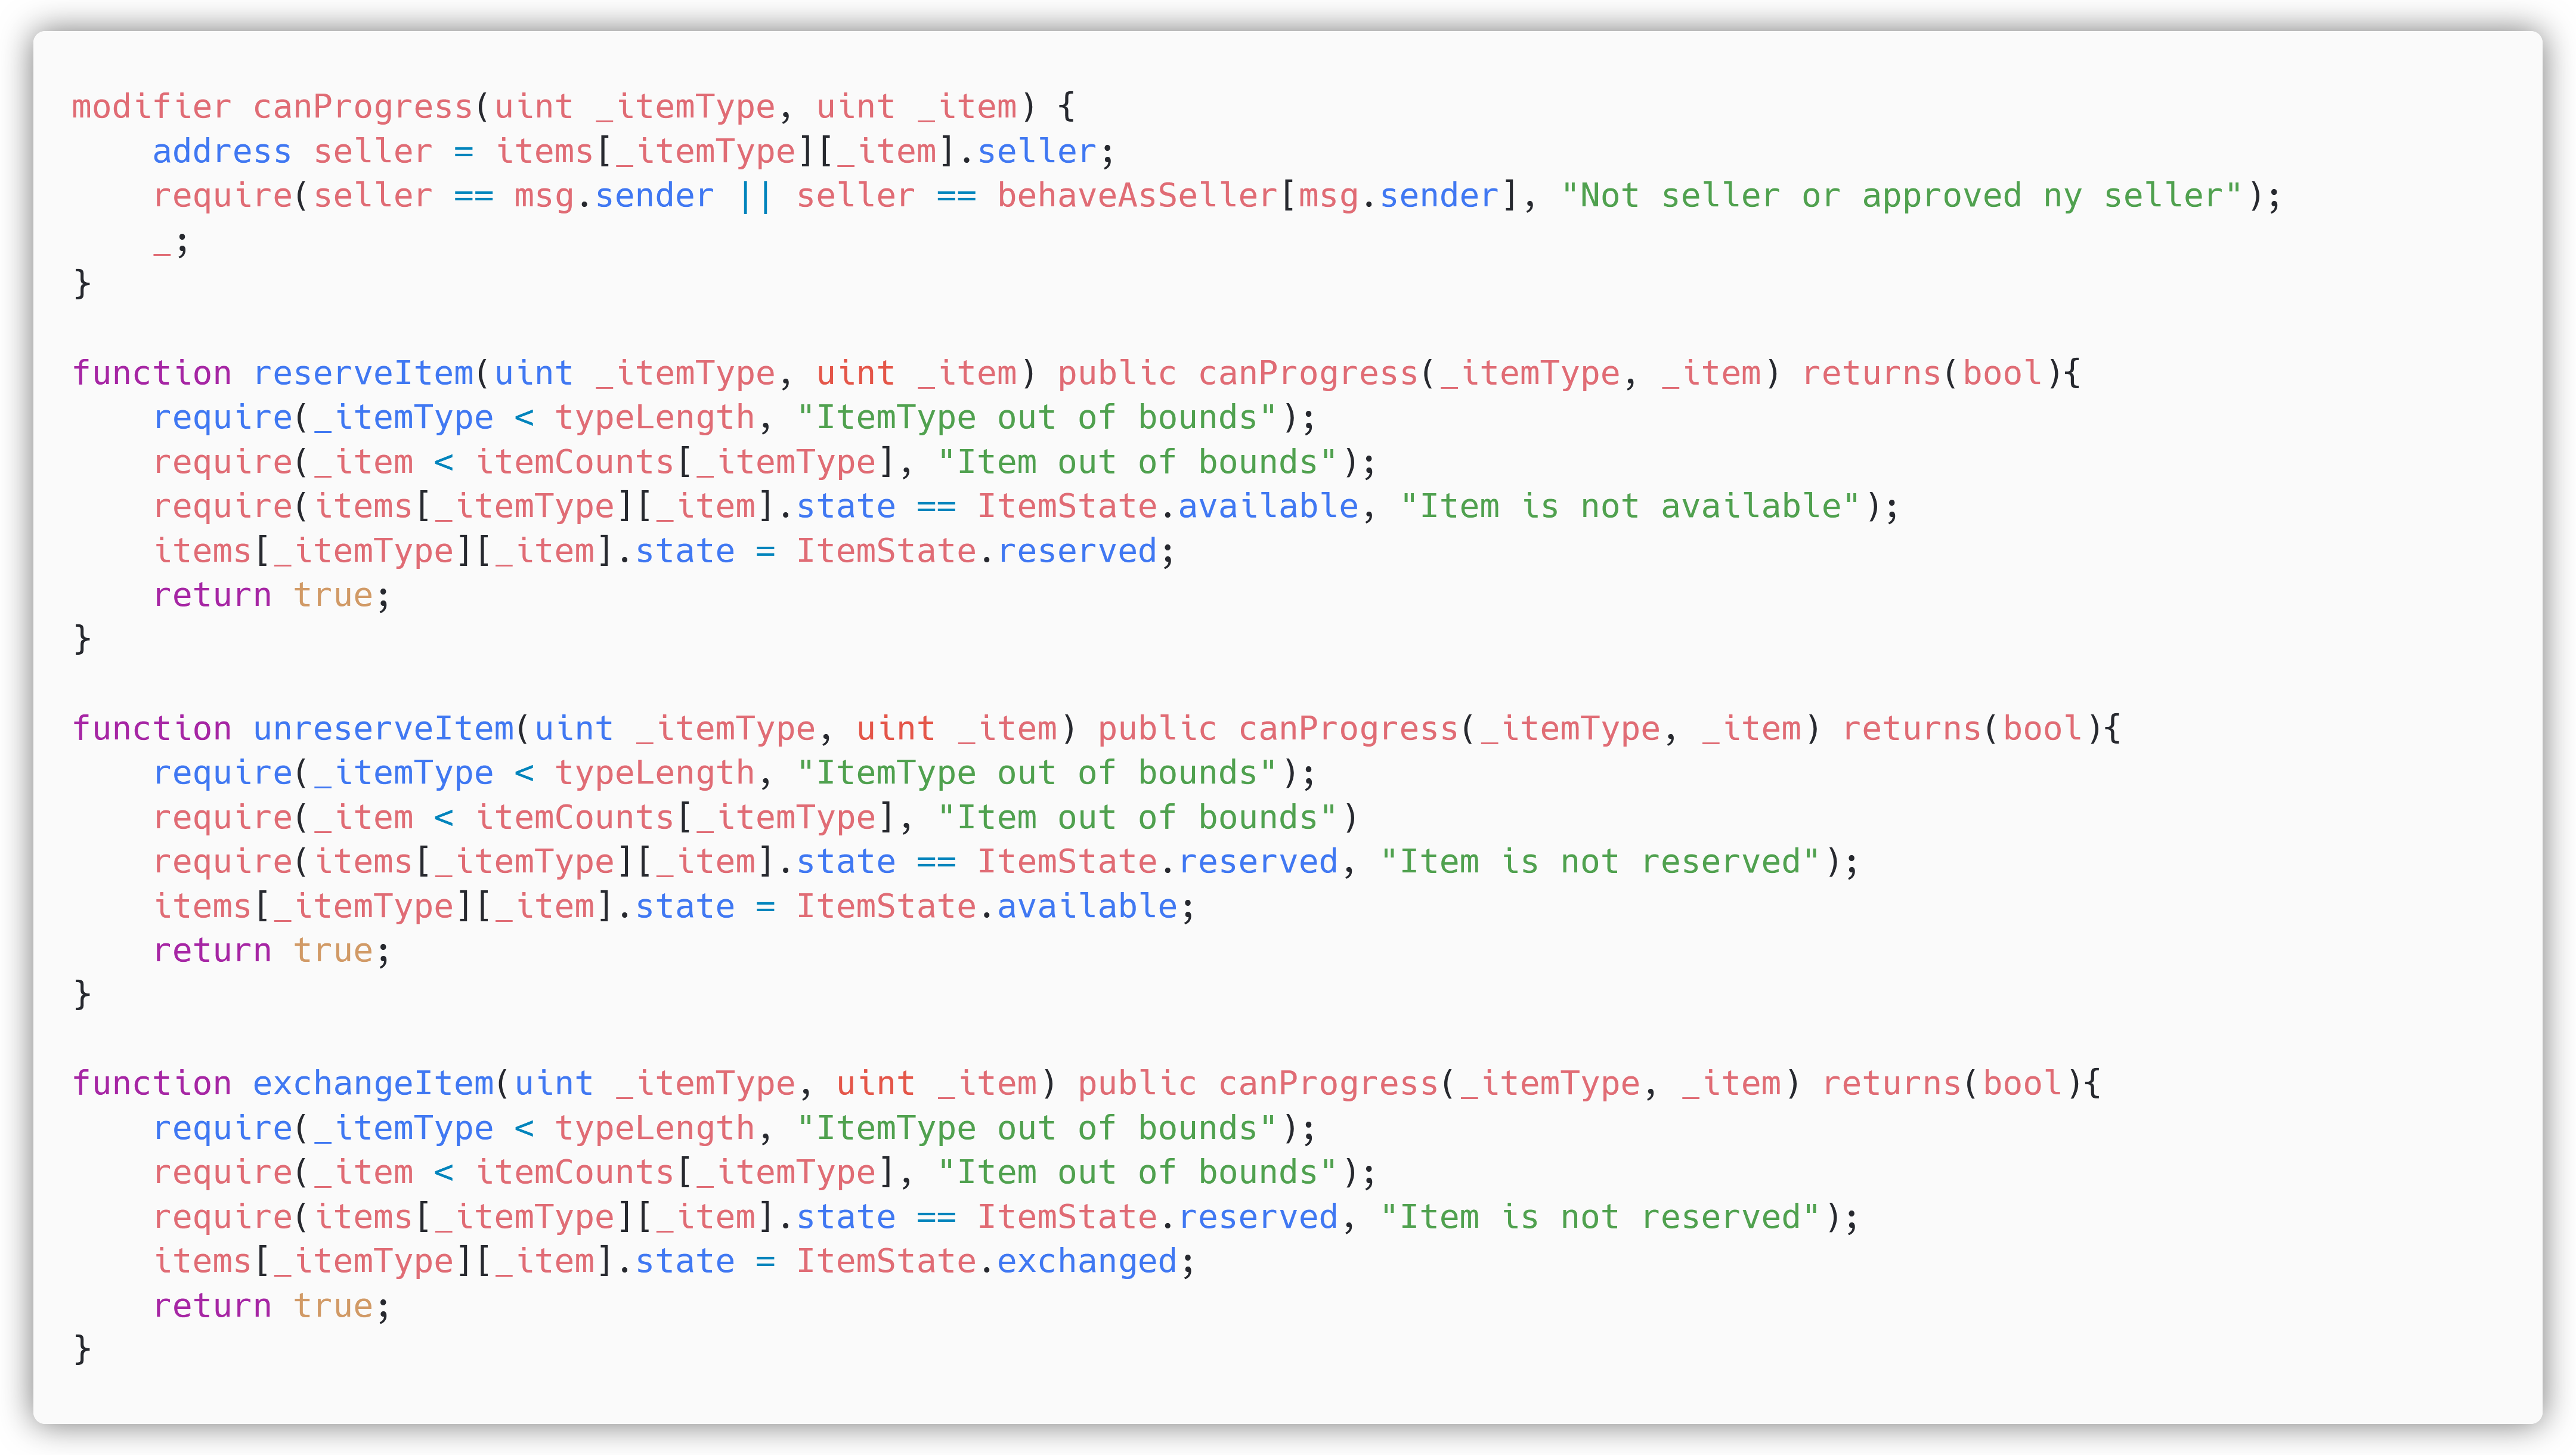 modifier canProgress(uint _itemType, uint _item) {
    address seller = items[_itemType][_item].seller;
    require(seller == msg.sender || seller == behaveAsSeller[msg.sender], "Not seller or approved ny seller");
    _;
}

function reserveItem(uint _itemType, uint _item) public canProgress(_itemType, _item) returns(bool){
    require(_itemType < typeLength, "ItemType out of bounds");
    require(_item < itemCounts[_itemType], "Item out of bounds");
    require(items[_itemType][_item].state == ItemState.available, "Item is not available");
    items[_itemType][_item].state = ItemState.reserved;
    return true;
}

function unreserveItem(uint _itemType, uint _item) public canProgress(_itemType, _item) returns(bool){
    require(_itemType < typeLength, "ItemType out of bounds");
    require(_item < itemCounts[_itemType], "Item out of bounds")
    require(items[_itemType][_item].state == ItemState.reserved, "Item is not reserved");
    items[_itemType][_item].state = ItemState.available;
    return true;
}

function exchangeItem(uint _itemType, uint _item) public canProgress(_itemType, _item) returns(bool){
    require(_itemType < typeLength, "ItemType out of bounds");
    require(_item < itemCounts[_itemType], "Item out of bounds");
    require(items[_itemType][_item].state == ItemState.reserved, "Item is not reserved");
    items[_itemType][_item].state = ItemState.exchanged;
    return true;
}